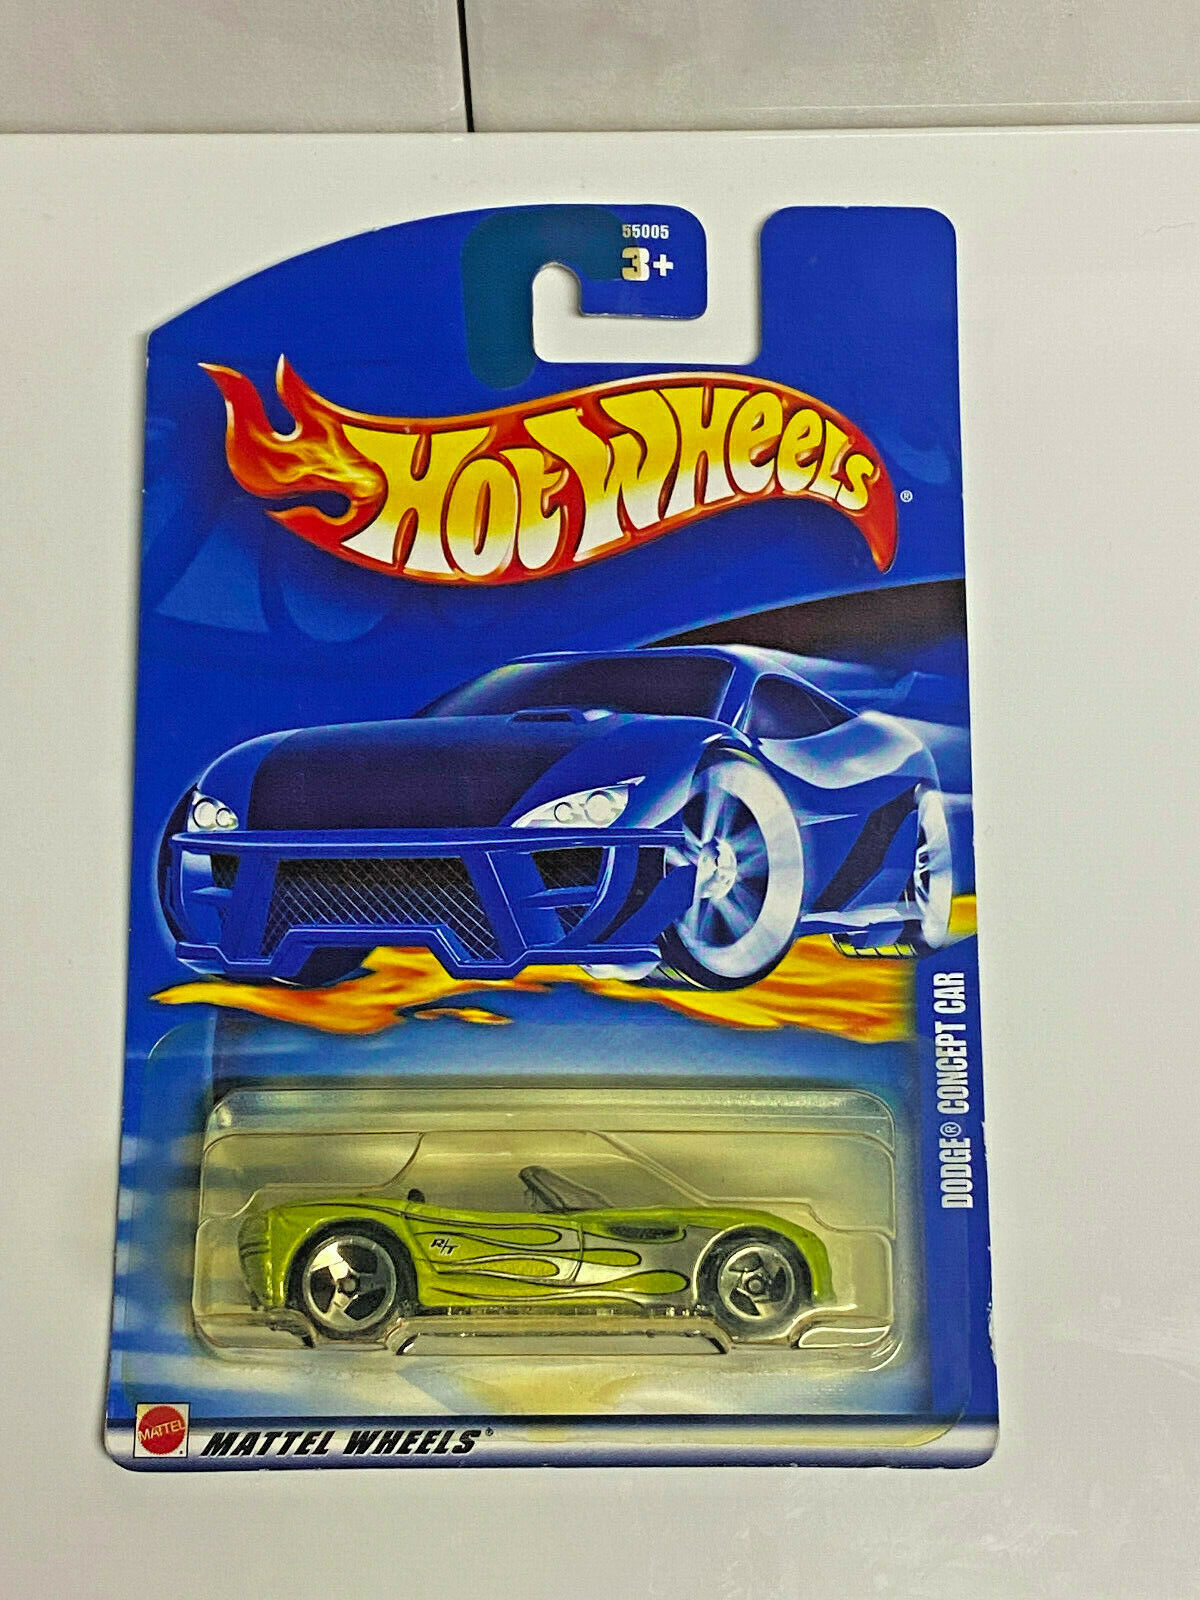 55005
3+
HOT WHEELS ®
DODGE® CONCEPT CAR
R/T
MATTEL
MATTEL WHEELS®